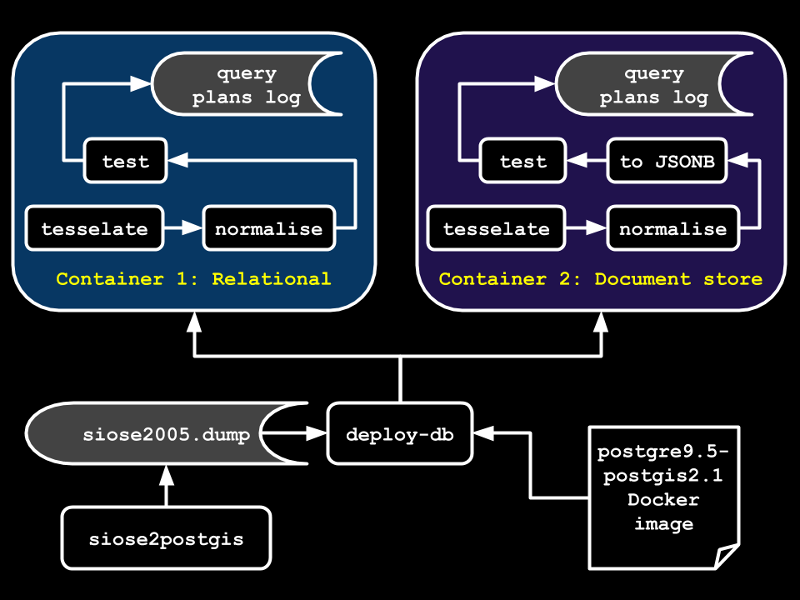 query
plans log
test
tesselate
normalise
Container 1: Relational
query
plans log
test
to JSONB
tesselate
normalise
Container 2: Document store
siose2005.dump
deploy-db
postgre9.5-
postgis2.1
Docker
image
siose2postgis